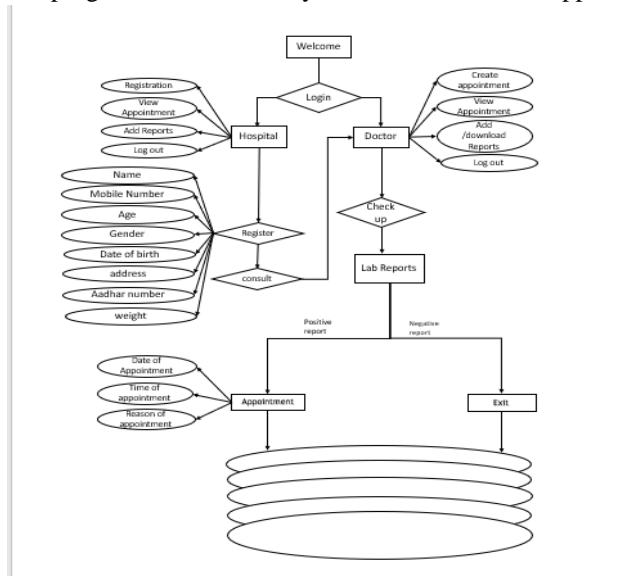 Welcome
Login
Registration
View
Appointment
Add Reports
Log out
Hospital
Doctor
Create
appointment
View
Appointment
Add
/download
Reports
Log out
Name
Mobile Number
Age
Gender
Date of birth
address
Aadhar number
weight
Register
consult
Check
up
Lab Reports
Positive
report
Negative
report
Date of
Appointment
Time of
appointment
Reason of
appointment
Appointment
Exit